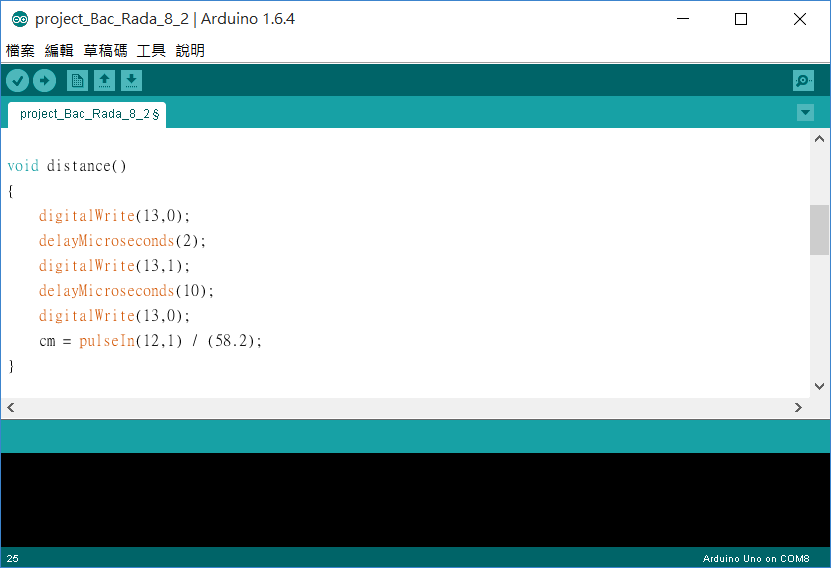 project_Bac_Rada_8_2 | Arduino 1.6.4
檔案 編輯 草稿碼 工具 說明
project_Bac_Rada_8_2 §
void distance()
{
digitalWrite(13,0);
delayMicroseconds(2);
digitalWrite(13,1);
delayMicroseconds(10);
digitalWrite(13,0);
cm = pulseIn(12,1) / (58.2);
}
25
Arduino Uno on COM8